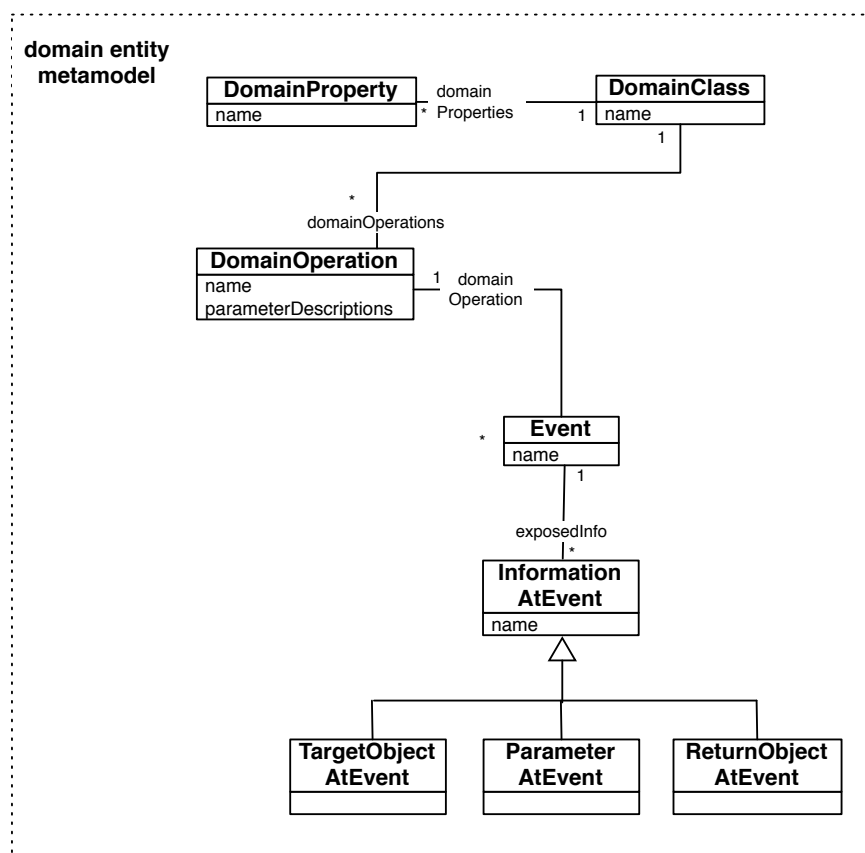 domain entity
metamodel
DomainProperty
name
domain
Properties
*
1
DomainClass
name
1
*
domainOperations
DomainOperation
name
parameterDescriptions
1
domain
Operation
*
Event
name
1
exposedInfo
*
Information
AtEvent
name
TargetObject
AtEvent
Parameter
AtEvent
ReturnObject
AtEvent